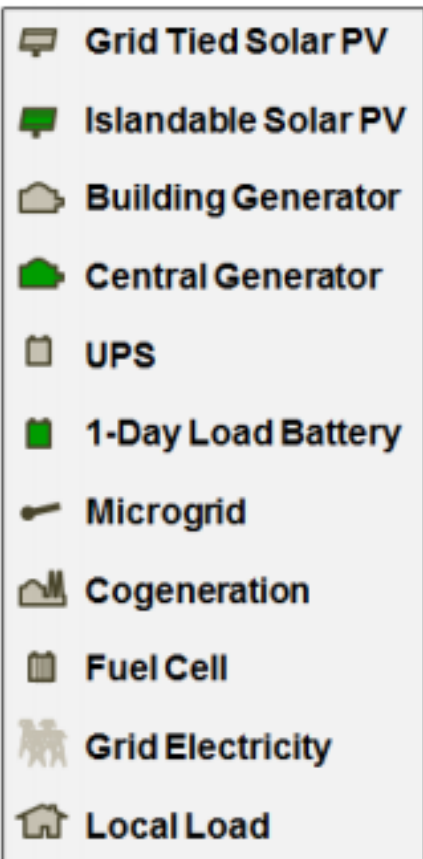 Grid Tied Solar PV
Islandable Solar PV
Building Generator
Central Generator
UPS
1-Day Load Battery
Microgrid
Cogeneration
Fuel Cell
Grid Electricity
Local Load